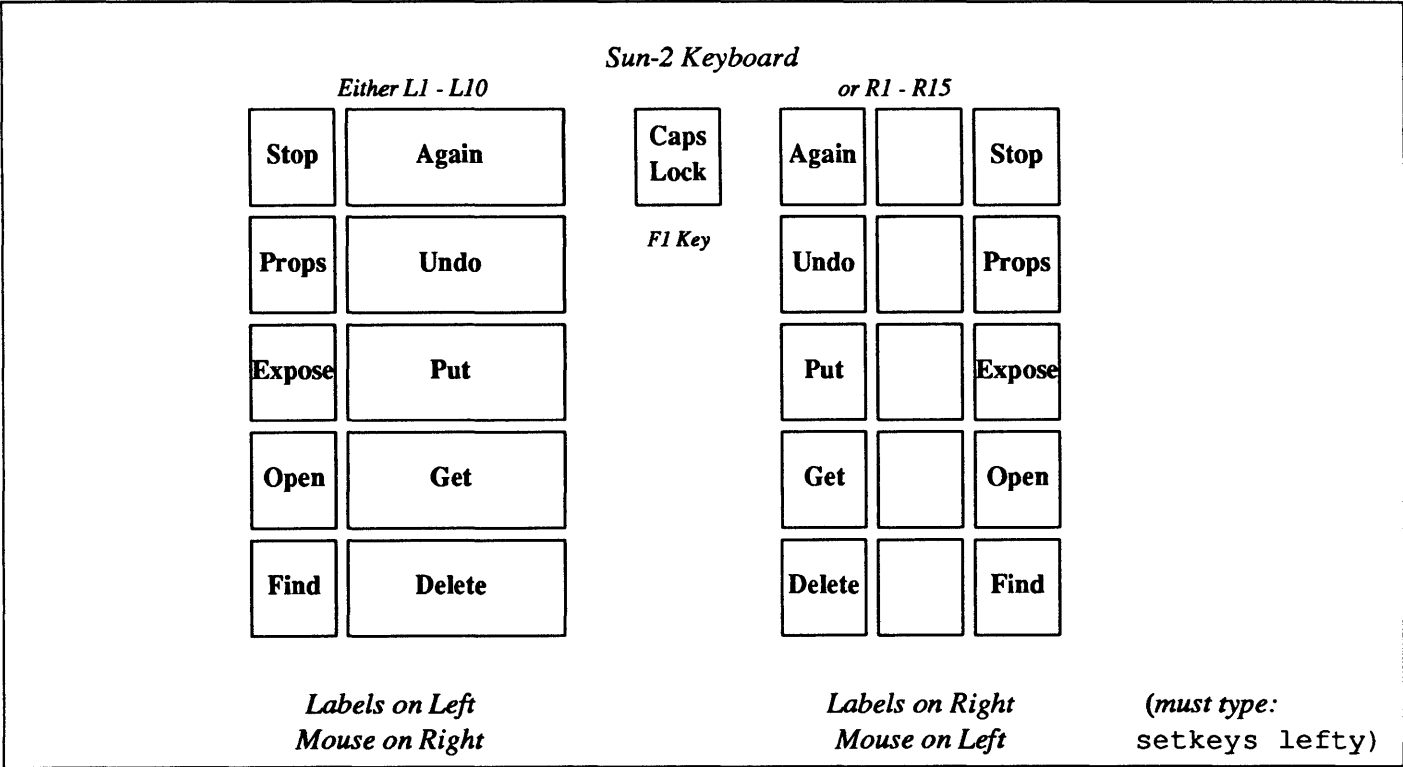 Sun-2 Keyboard
Either L1 - L10 or R1 - R15
Stop Again Caps Lock Again Stop
F1 Key
Props Undo Undo Props
Expose Put Put Expose
Open Get Get Open
Find Delete Delete Find
Labels on Left Labels on Right (must type:
Mouse on Right Mouse on Left setkeys lefty)